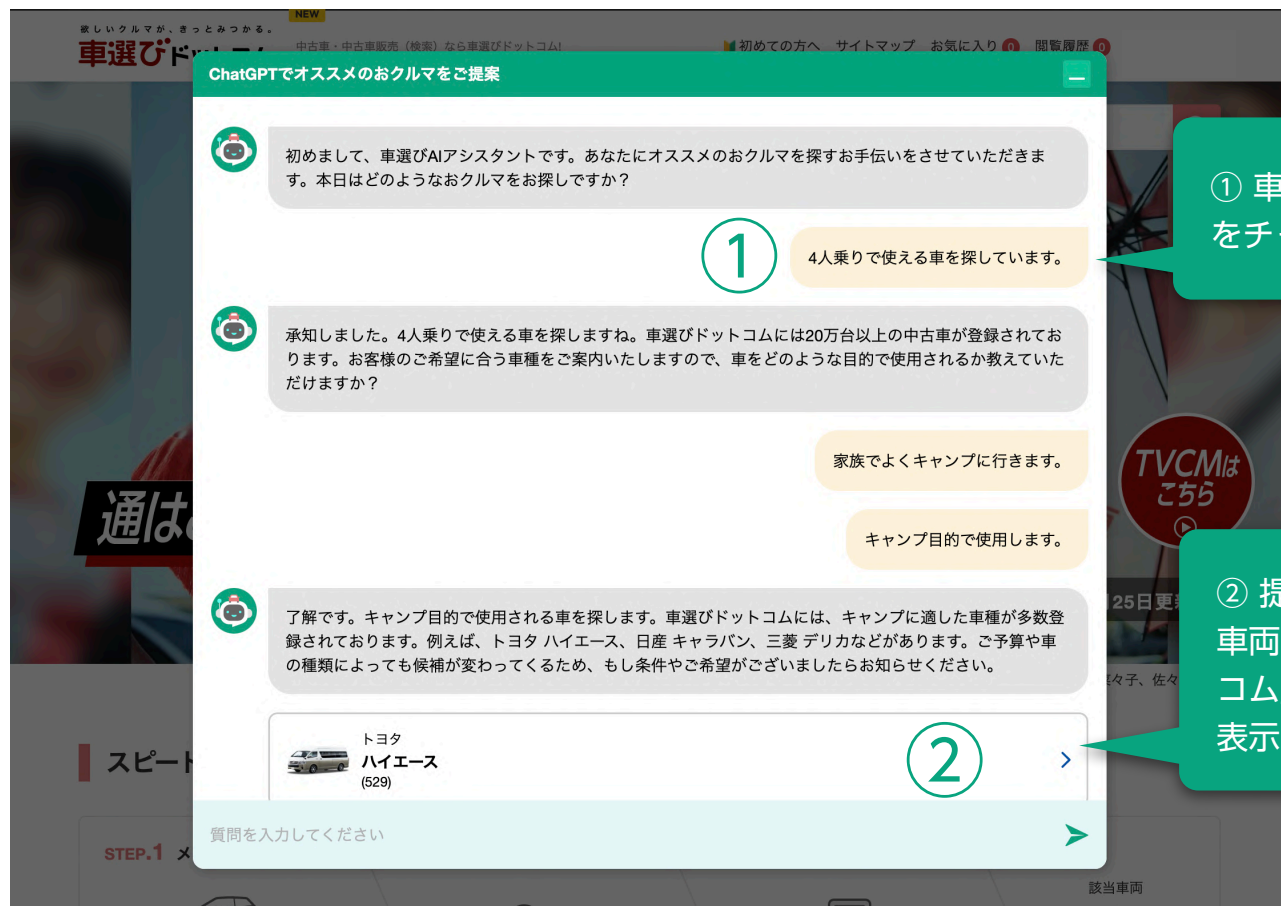 欲しいクルマが、きっとみつかる。
NEW
車選びド
中古車・中古車販売（検索）なら車選びドットコム!
初めての方へ サイトマップ お気に入り 0 閲覧履歴 0
ChatGPTでオススメのおクルマをご提案
初めまして、車選びAIアシスタントです。あなたにオススメのおクルマを探すお手伝いをさせていただきま
す。本日はどのようなおクルマをお探しですか？
①
4人乗りで使える車を探しています。
① 車
をチ
承知しました。4人乗りで使える車を探しますね。車選びドットコムには20万台以上の中古車が登録されてお
ります。お客様のご希望に合う車種をご案内いたしますので、車をどのような目的で使用されるか教えていた
だけますか？
家族でよくキャンプに行きます。
キャンプ目的で使用します。
TVCMは
こちら
通は
了解です。キャンプ目的で使用される車を探します。車選びドットコムには、キャンプに適した車種が多数登
録されております。例えば、トヨタ ハイエース、日産 キャラバン、三菱 デリカなどがあります。ご予算や車
の種類によっても候補が変わってくるため、もし条件やご希望がございましたらお知らせください。
25日更
② 提
車両
コム
表示
々子、佐々
スピード
トヨタ
ハイエース
(529)
②
質問を入力してください
STEP.1 メ
該当車両